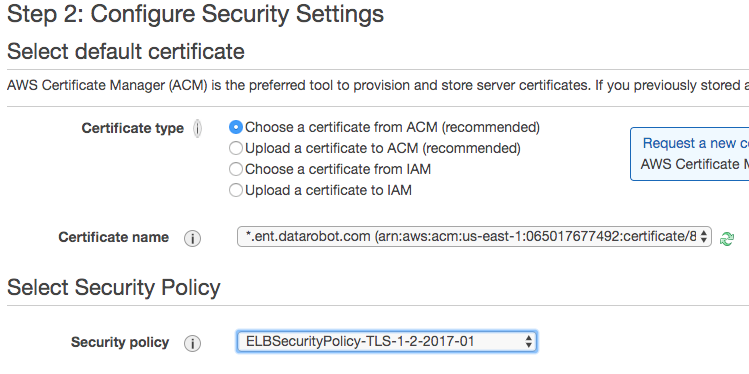 Step 2: Configure Security Settings
Select default certificate
AWS Certificate Manager (ACM) is the preferred tool to provision and store server certificates. If you previously stored a
Certificate type i
Choose a certificate from ACM (recommended)
Upload a certificate to ACM (recommended)
Choose a certificate from IAM
Upload a certificate to IAM
Request a new c
AWS Certificate M
Certificate name i
*.ent.datarobot.com (arn:aws:acm:us-east-1:065017677492:certificate/8
Select Security Policy
Security policy i
ELBSecurityPolicy-TLS-1-2-2017-01